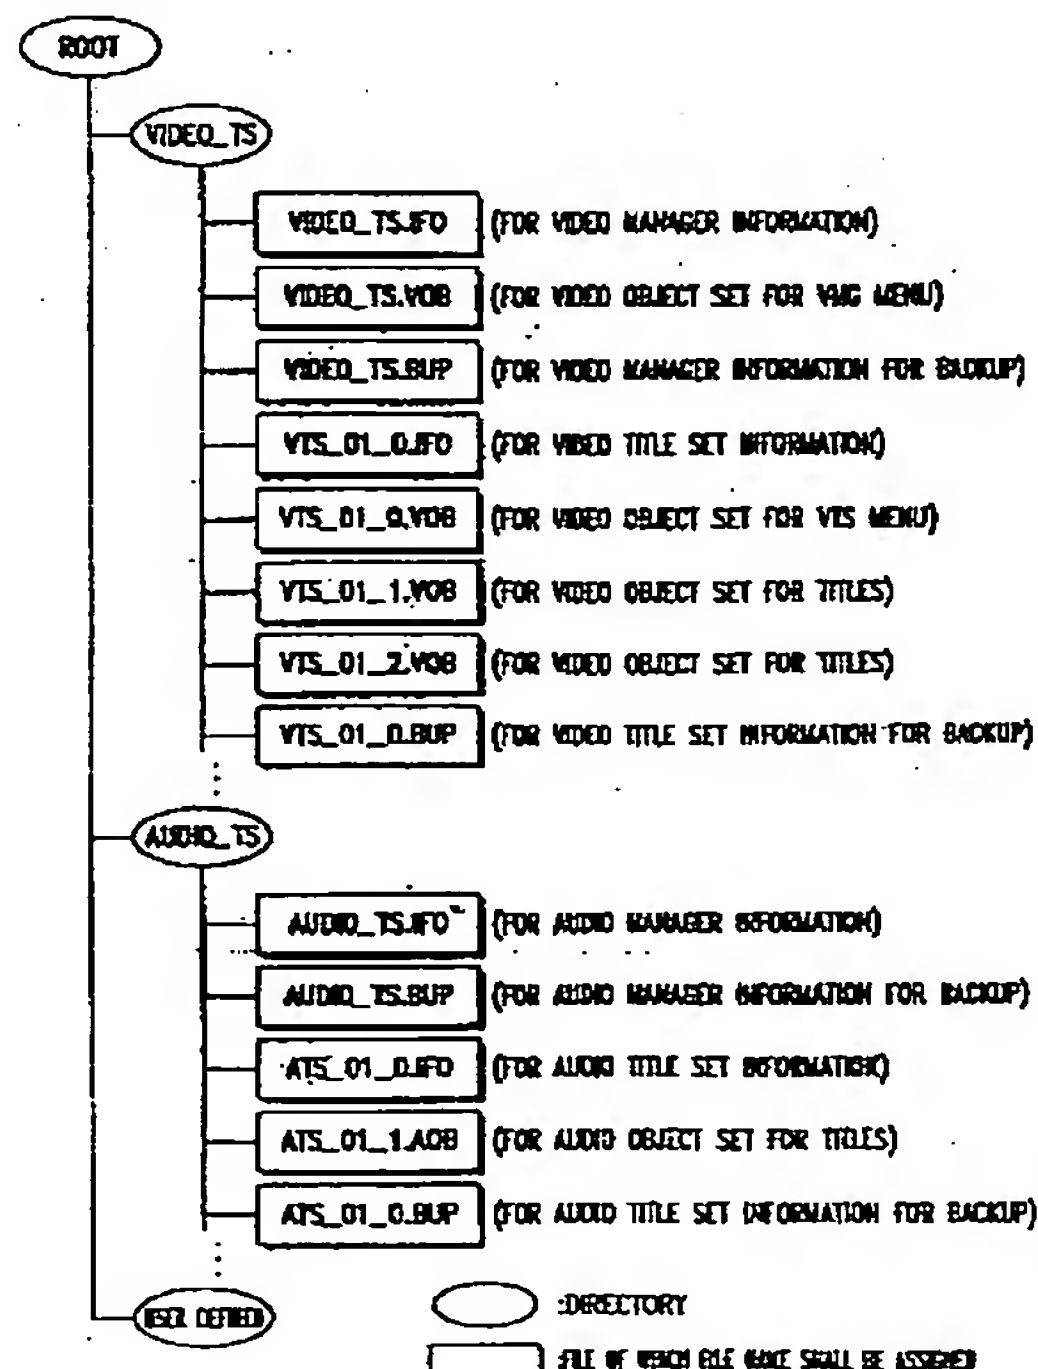 ROOT
VIDEO_TS
VIDEO_TS.IFO (FOR VIDEO MANAGER INFORMATION)
VIDEO_TS.VOB (FOR VIDEO OBJECT SET FOR VMG MENU)
VIDEO_TS.BUP (FOR VIDEO MANAGER INFORMATION FOR BACKUP)
VTS_01_0.IFO (FOR VIDEO TITLE SET INFORMATION)
VTS_01_0.VOB (FOR VIDEO OBJECT SET FOR VTS MENU)
VTS_01_1.VOB (FOR VIDEO OBJECT SET FOR TITLES)
VTS_01_2.VOB (FOR VIDEO OBJECT SET FOR TITLES)
VTS_01_0.BUP (FOR VIDEO TITLE SET INFORMATION FOR BACKUP)
AUDIO_TS
AUDIO_TS.IFO (FOR AUDIO MANAGER INFORMATION)
AUDIO_TS.BUP (FOR AUDIO MANAGER INFORMATION FOR BACKUP)
ATS_01_0.IFO (FOR AUDIO TITLE SET INFORMATION)
ATS_01_1.AOB (FOR AUDIO OBJECT SET FOR TITLES)
ATS_01_0.BUP (FOR AUDIO TITLE SET INFORMATION FOR BACKUP)
USER DEFINED
:DIRECTORY
:FILE OF WHICH FILE NAME SHALL BE ASSIGNED